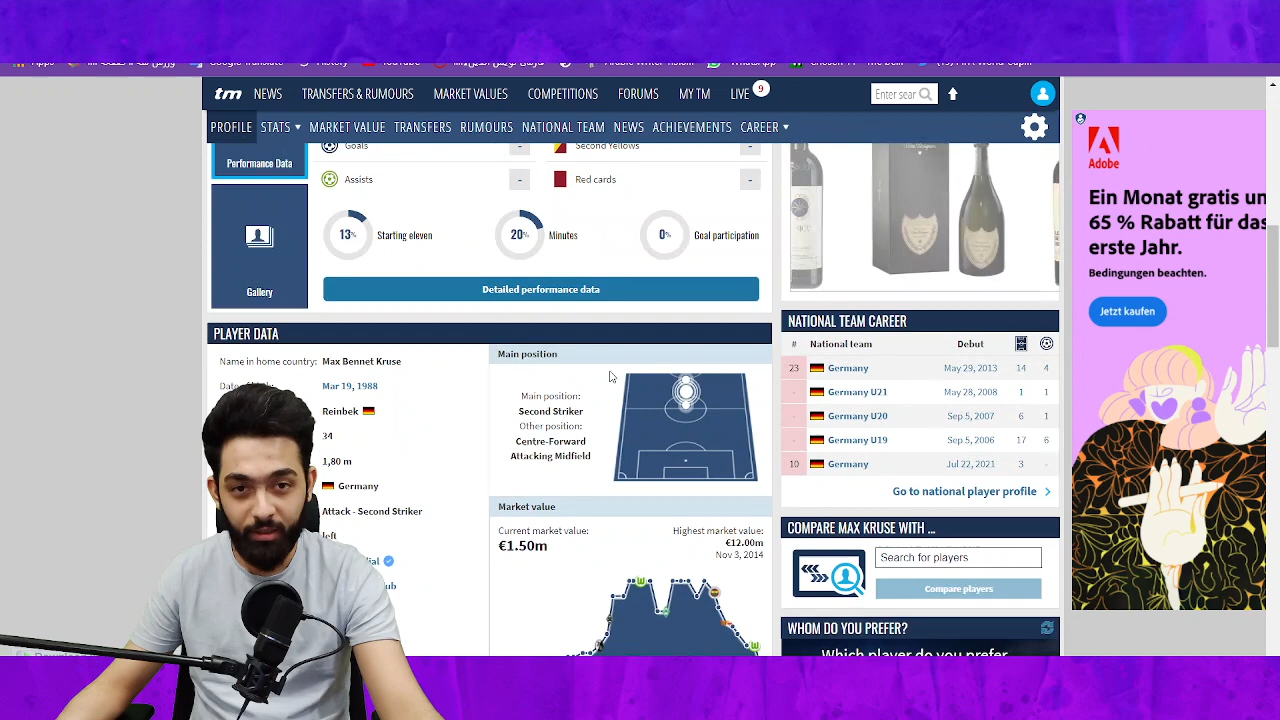 Apps
Google Translate
History
YouTube
WhatsApp
tm
NEWS
TRANSFERS & RUMOURS
MARKET VALUES
COMPETITIONS
FORUMS
MY TM
LIVE
9
Enter sear
PROFILE
STATS
MARKET VALUE
TRANSFERS
RUMOURS
NATIONAL TEAM
NEWS
ACHIEVEMENTS
CAREER
Performance Data
Gallery
Goals -
Second Yellows -
Assists -
Red cards -
13% Starting eleven
20% Minutes
0% Goal participation
Detailed performance data
PLAYER DATA
Name in home country: Max Bennet Kruse
Mar 19, 1988
Reinbek
34
1,80 m
Germany
Attack - Second Striker
left
Main position
Main position:
Second Striker
Other position:
Centre-Forward
Attacking Midfield
Market value
Current market value:
€1.50m
Highest market value:
€12.00m
Nov 3, 2014
NATIONAL TEAM CAREER
# National team Debut
23 Germany May 29, 2013 14 4
- Germany U21 May 28, 2008 1 1
- Germany U20 Sep 5, 2007 6 1
- Germany U19 Sep 5, 2006 17 6
10 Germany Jul 22, 2021 3 -
Go to national player profile
COMPARE MAX KRUSE WITH ...
Search for players
Compare players
WHOM DO YOU PREFER?
Which player do you prefer
Adobe
Ein Monat gratis un
65 % Rabatt für das
erste Jahr.
Bedingungen beachten.
Jetzt kaufen